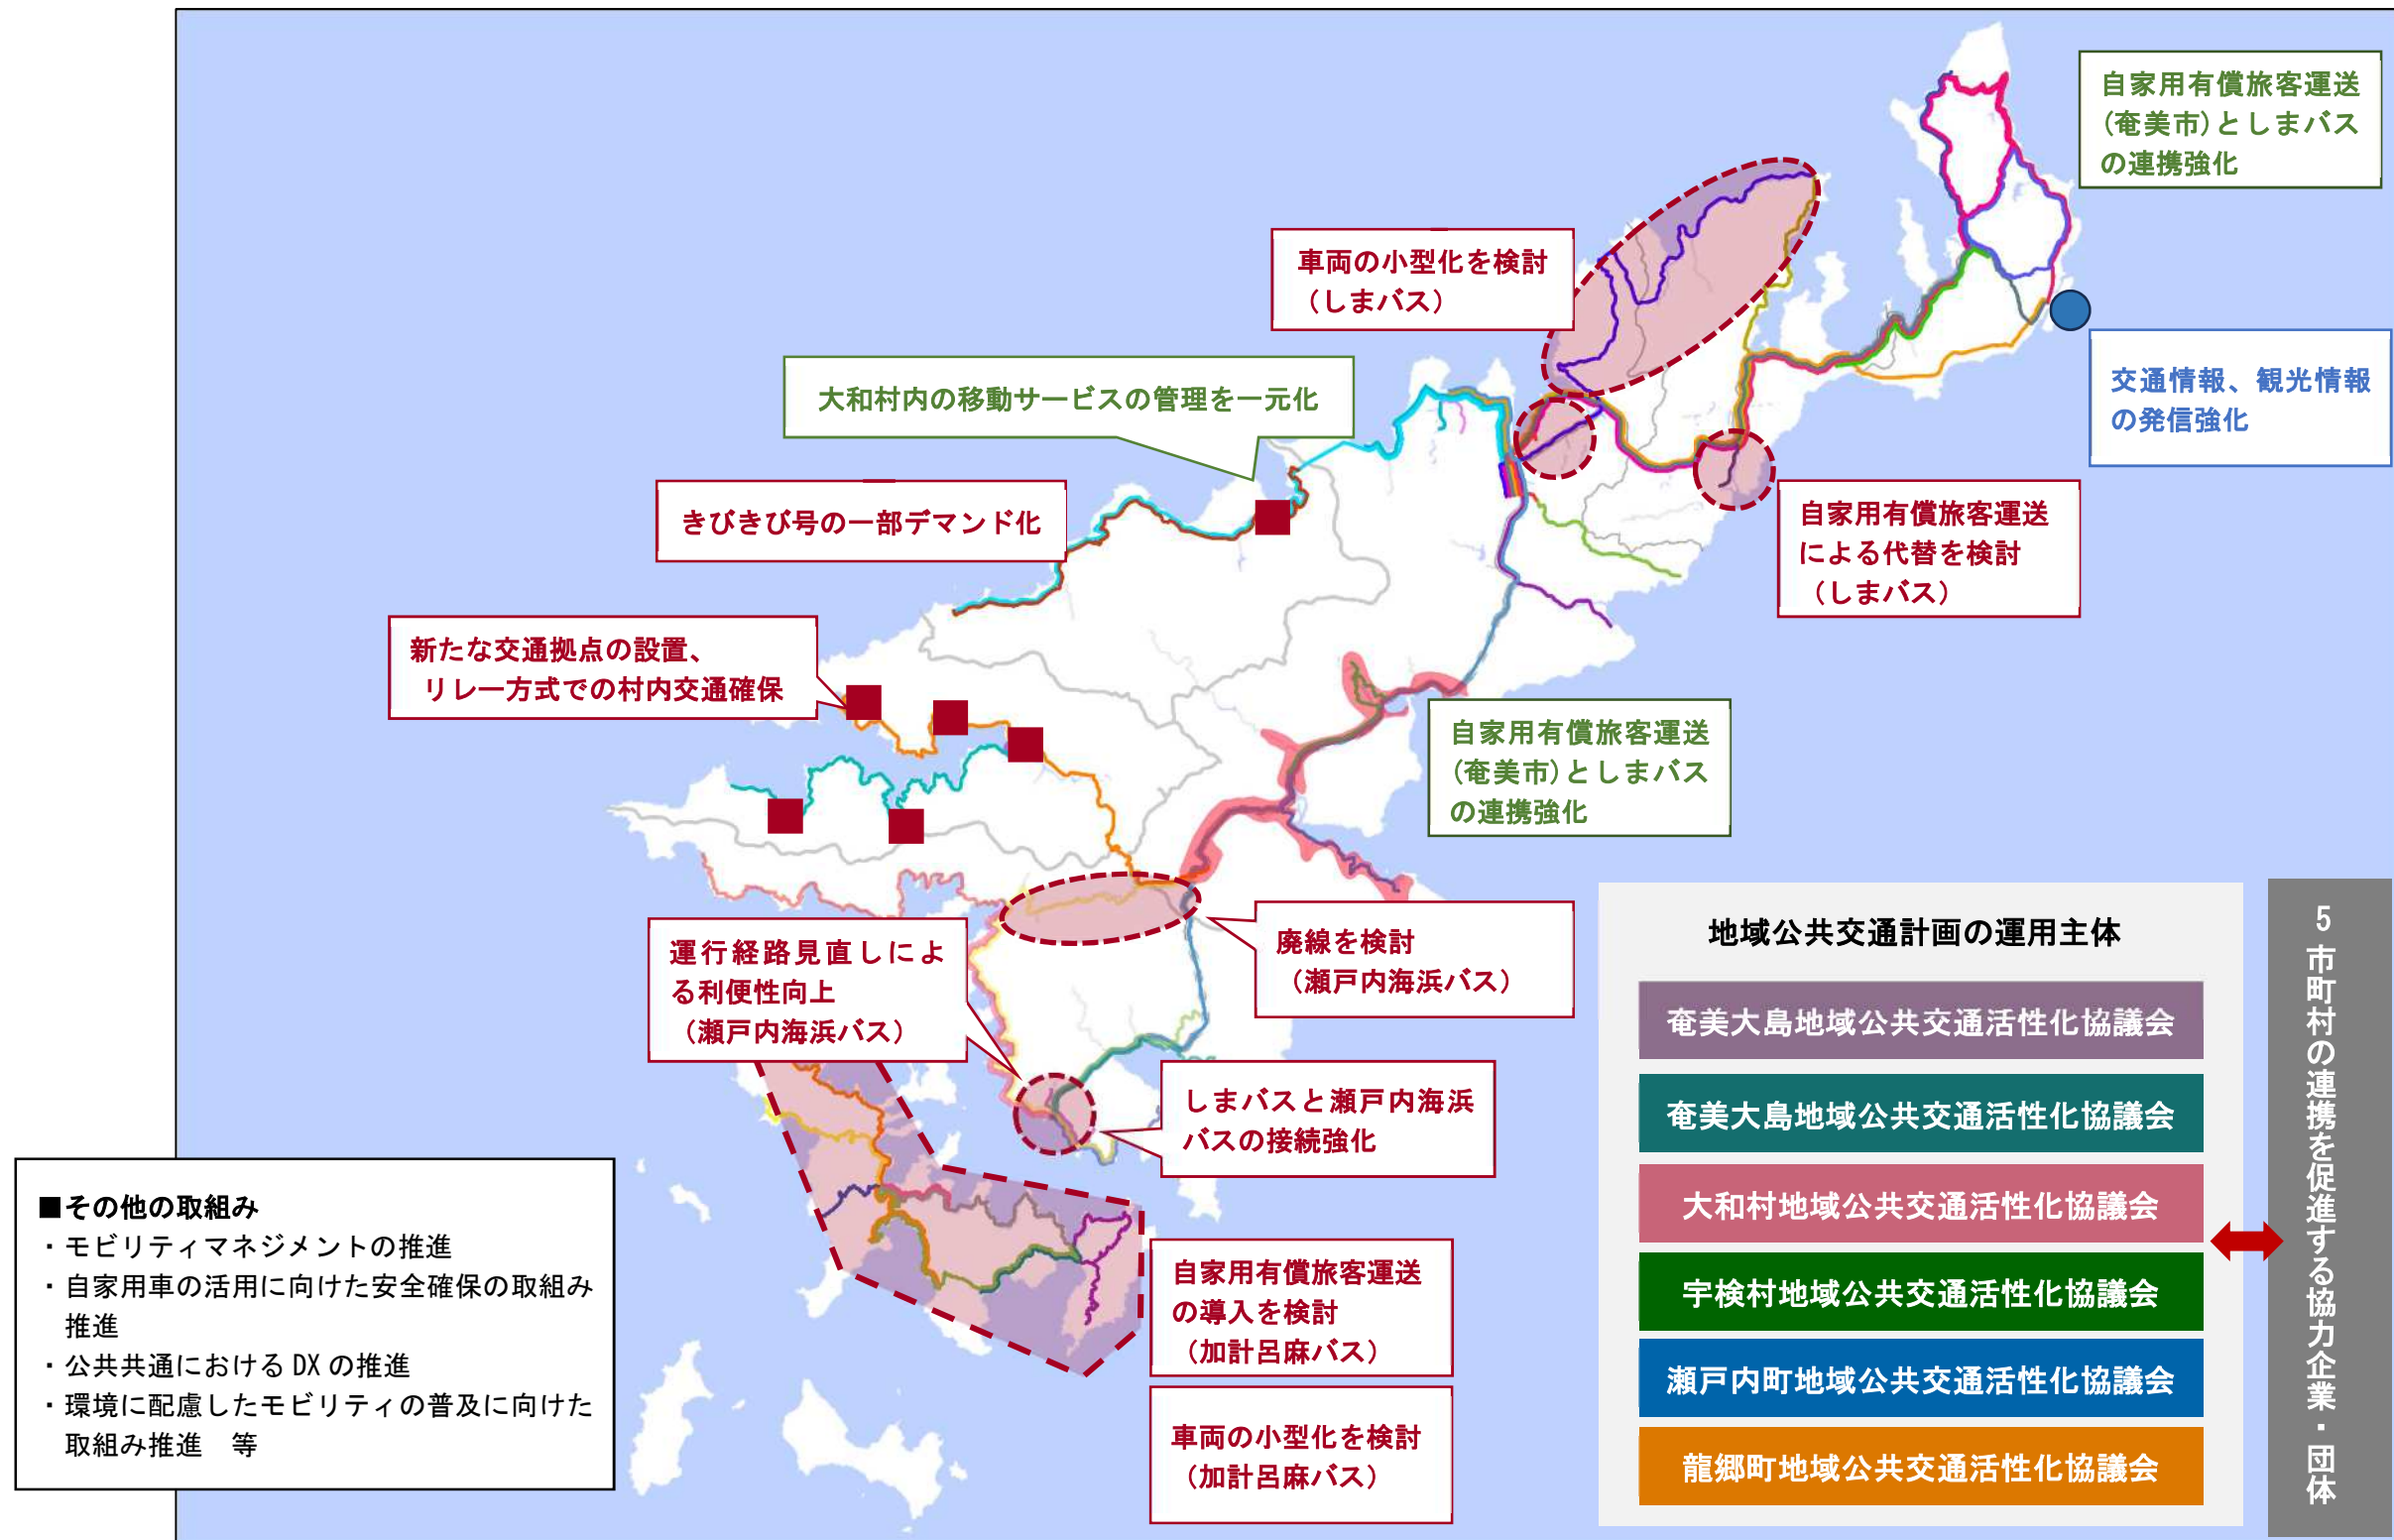 自家用有償旅客運送
(奄美市)としまバス
の連携強化
車両の小型化を検討
（しまバス）
交通情報、観光情報
の発信強化
大和村内の移動サービスの管理を一元化
きびきび号の一部デマンド化
自家用有償旅客運送
による代替を検討
（しまバス）
新たな交通拠点の設置、
リレー方式での村内交通確保
自家用有償旅客運送
(奄美市)としまバス
の連携強化
廃線を検討
（瀬戸内海浜バス）
運行経路見直しによ
る利便性向上
（瀬戸内海浜バス）
しまバスと瀬戸内海浜
バスの接続強化
自家用有償旅客運送
の導入を検討
（加計呂麻バス）
車両の小型化を検討
（加計呂麻バス）
■その他の取組み
・モビリティマネジメントの推進
・自家用車の活用に向けた安全確保の取組み
推進
・公共共通における DX の推進
・環境に配慮したモビリティの普及に向けた
取組み推進　等
地域公共交通計画の運用主体
奄美大島地域公共交通活性化協議会
奄美大島地域公共交通活性化協議会
大和村地域公共交通活性化協議会
宇検村地域公共交通活性化協議会
瀬戸内町地域公共交通活性化協議会
龍郷町地域公共交通活性化協議会
5市町村の連携を促進する協力企業・団体